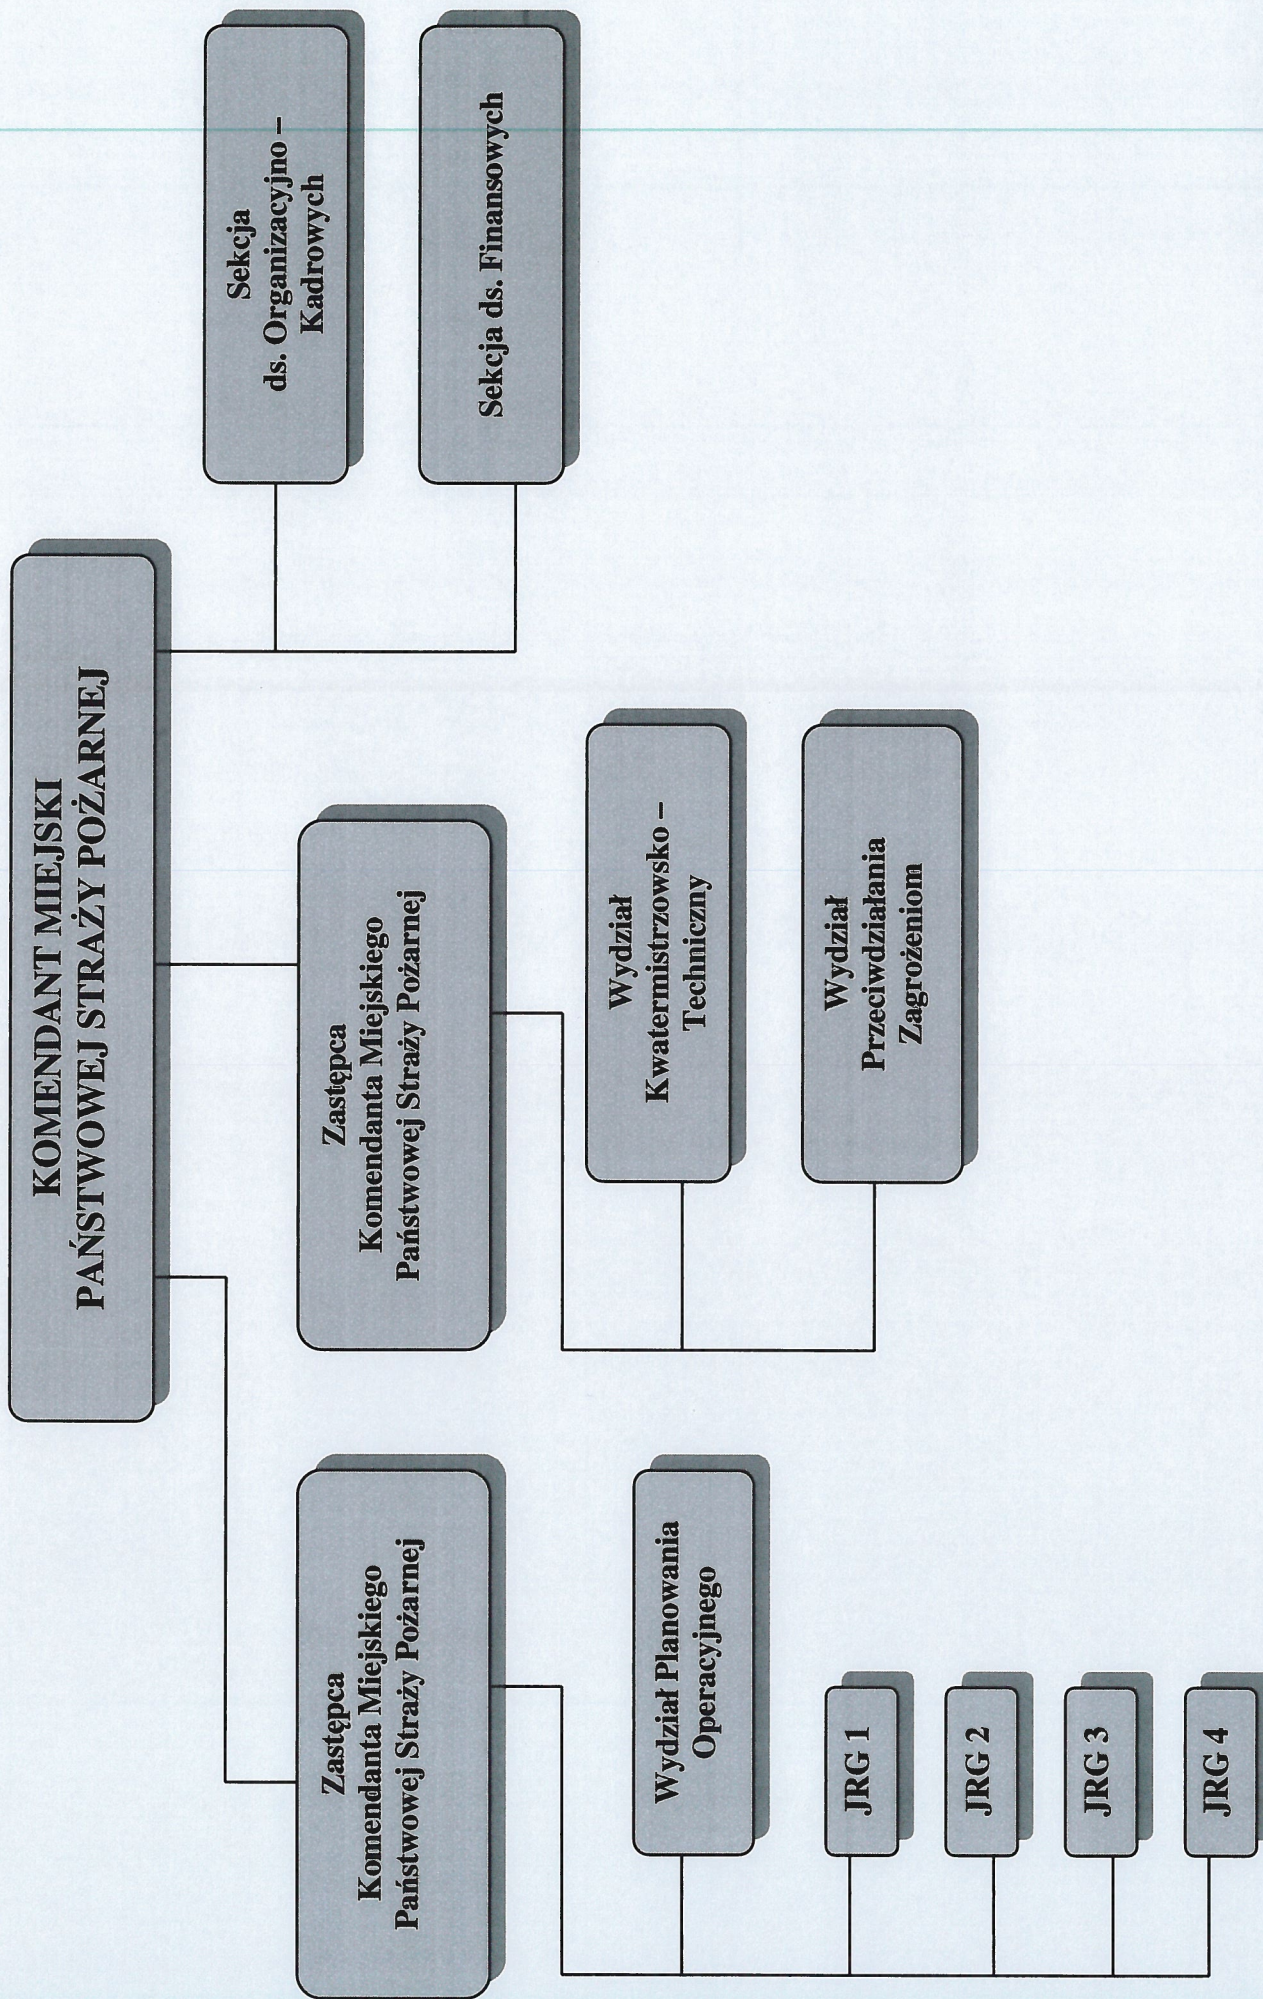 KOMENDANT MIEJSKI
PAŃSTWOWEJ STRAŻY POŻARNEJ
Zastępca
Komendanta Miejskiego
Państwowej Straży Pożarnej
Zastępca
Komendanta Miejskiego
Państwowej Straży Pożarnej
Sekcja
ds. Organizacyjno –
Kadrowych
Sekcja ds. Finansowych
Wydział Planowania
Operacyjnego
JRG 1
JRG 2
JRG 3
JRG 4
Wydział
Kwatermistrzowsko –
Techniczny
Wydział
Przeciwdziałania
Zagrożeniom